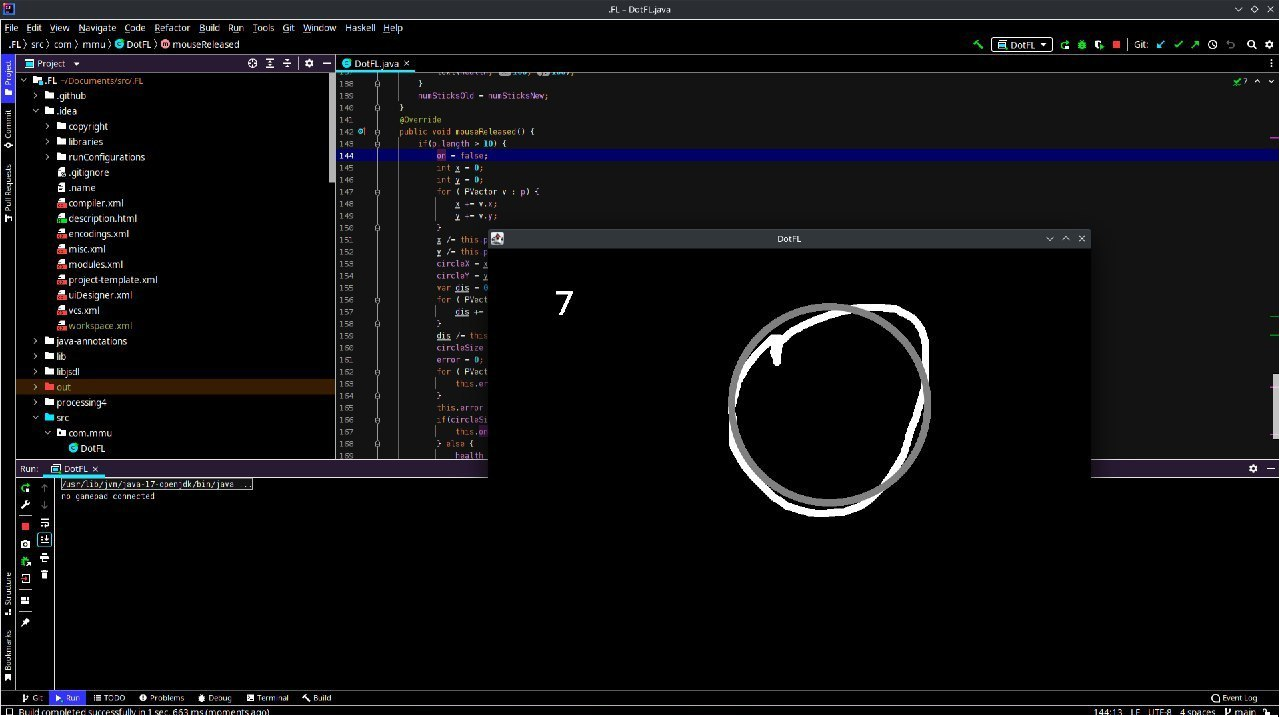 .FL – DotFL.java
File Edit View Navigate Code Refactor Build Run Tools Git Window Haskell Help
.FL src com mmu DotFL mouseReleased
DotFL Git:
Project
DotFL.java
.FL ~/Documents/src/.FL
.github
.idea
copyright
libraries
runConfigurations
.gitignore
.name
compiler.xml
description.html
encodings.xml
misc.xml
modules.xml
project-template.xml
uiDesigner.xml
vcs.xml
workspace.xml
java-annotations
lib
libjsdl
out
processing4
src
com.mmu
DotFL
Project
Commit
Pull Requests
7
138 }
139 numSticksOld = numSticksNew;
140 }
141 @Override
142 public void mouseReleased() {
143 if(p.length > 10) {
144 on = false;
145 int x = 0;
146 int y = 0;
147 for ( PVector v : p) {
148 x += v.x;
149 y += v.y;
150 }
151 x /= this p
152 y /= this p
153 circleX = x
154 circleY = y
155 var dis = 0
156 for ( PVect
157 dis +=
158 }
159 dis /= this
160 circleSize
161 error = 0;
162 for ( PVect
163 this.er
164 }
165 this.error
166 if(circleSi
167 this.on
168 } else {
169 health
DotFL
7
Run: DotFL
/usr/lib/jvm/java-17-openjdk/bin/java ...
no gamepad connected
Structure
Bookmarks
Git Run TODO Problems Debug Terminal Build
Event Log
Build completed successfully in 1 sec, 663 ms (moments ago)
144:13 LF UTF-8 4 spaces main